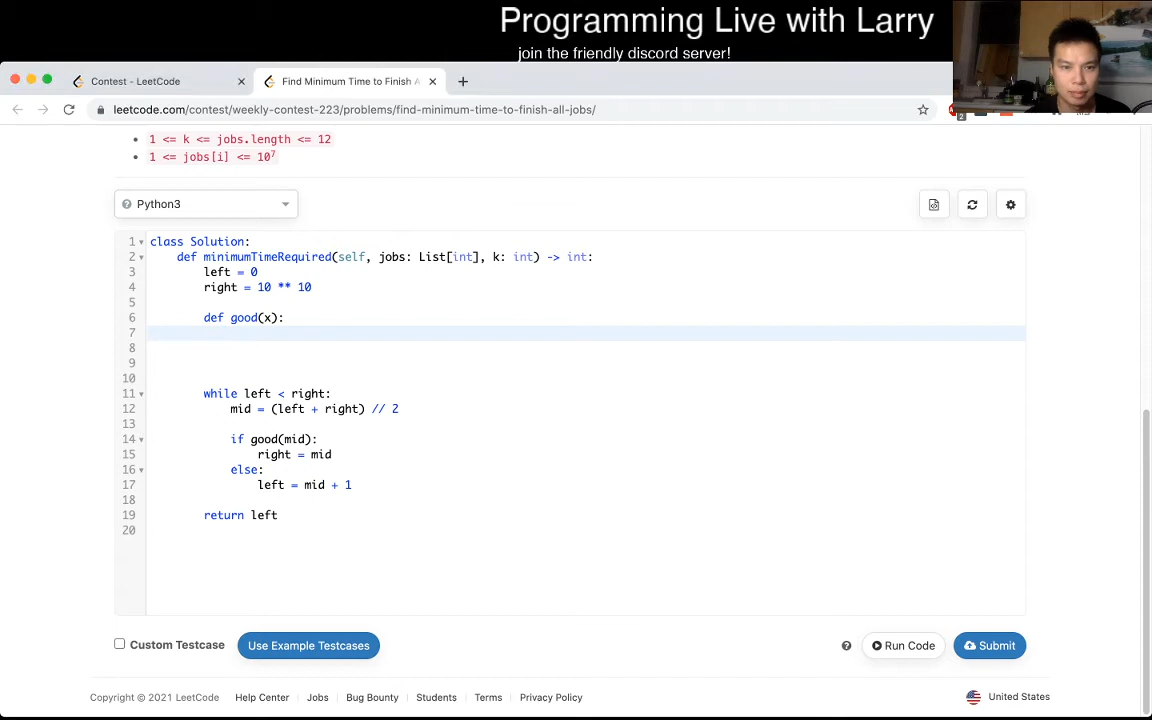 Programming Live with Larry
join the friendly discord server!
Contest - LeetCode
Find Minimum Time to Finish A
leetcode.com/contest/weekly-contest-223/problems/find-minimum-time-to-finish-all-jobs/
2
1 <= k <= jobs.length <= 12
1 <= jobs[i] <= 10^7
Python3
1 class Solution:
2 def minimumTimeRequired(self, jobs: List[int], k: int) -> int:
3 left = 0
4 right = 10 ** 10
5
6 def good(x):
7
8
9
10
11 while left < right:
12 mid = (left + right) // 2
13
14 if good(mid):
15 right = mid
16 else:
17 left = mid + 1
18
19 return left
20
Custom Testcase
Use Example Testcases
Run Code
Submit
Copyright © 2021 LeetCode
Help Center
Jobs
Bug Bounty
Students
Terms
Privacy Policy
United States